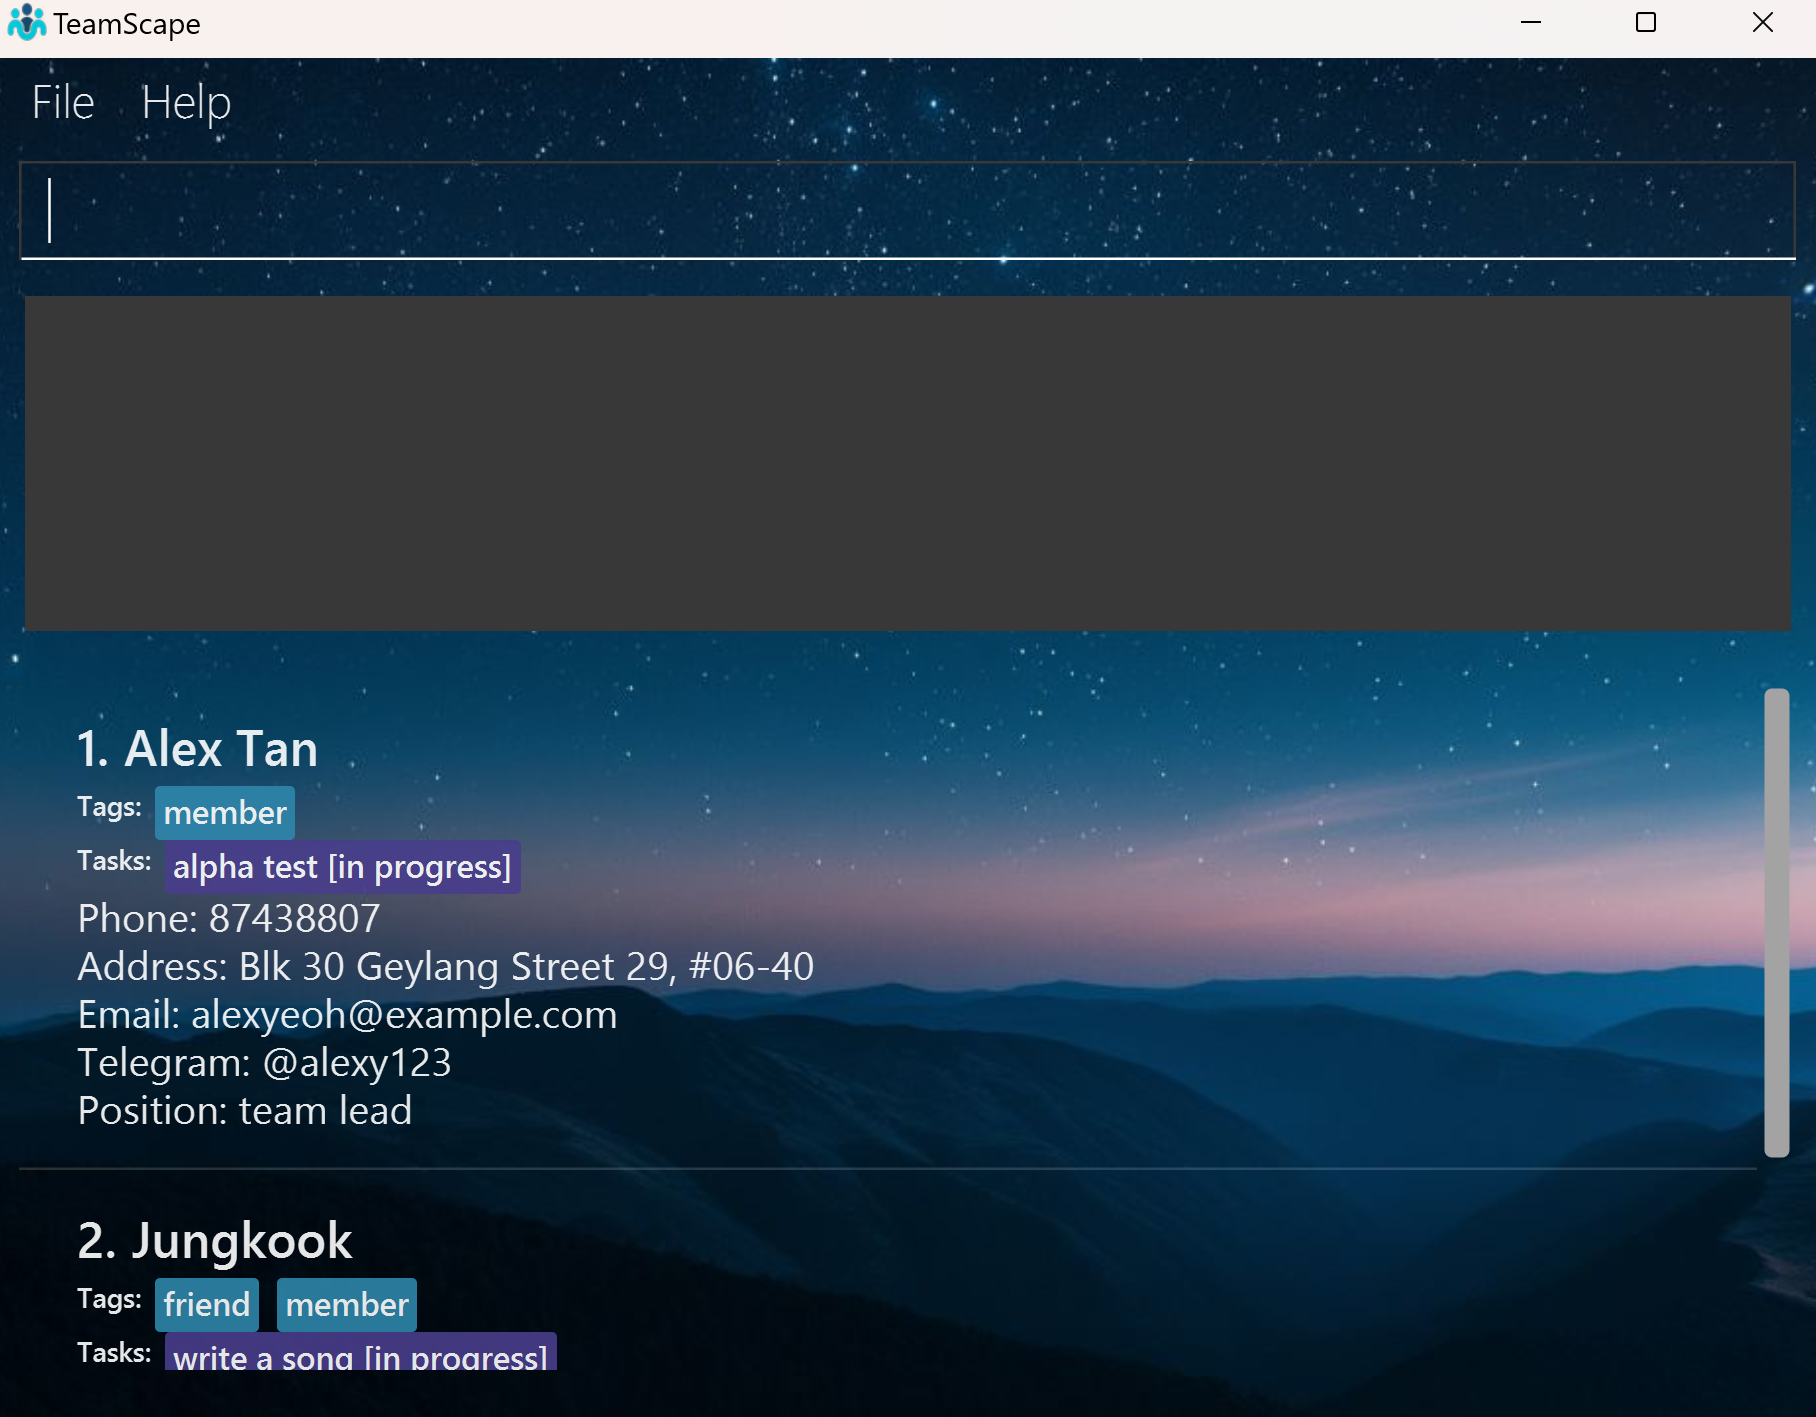 TeamScape
File Help
1. Alex Tan
Tags: member
Tasks: alpha test [in progress]
Phone: 87438807
Address: Blk 30 Geylang Street 29, #06-40
Email: alexyeoh@example.com
Telegram: @alexy123
Position: team lead
2. Jungkook
Tags: friend member
Tasks: write a song [in progress]